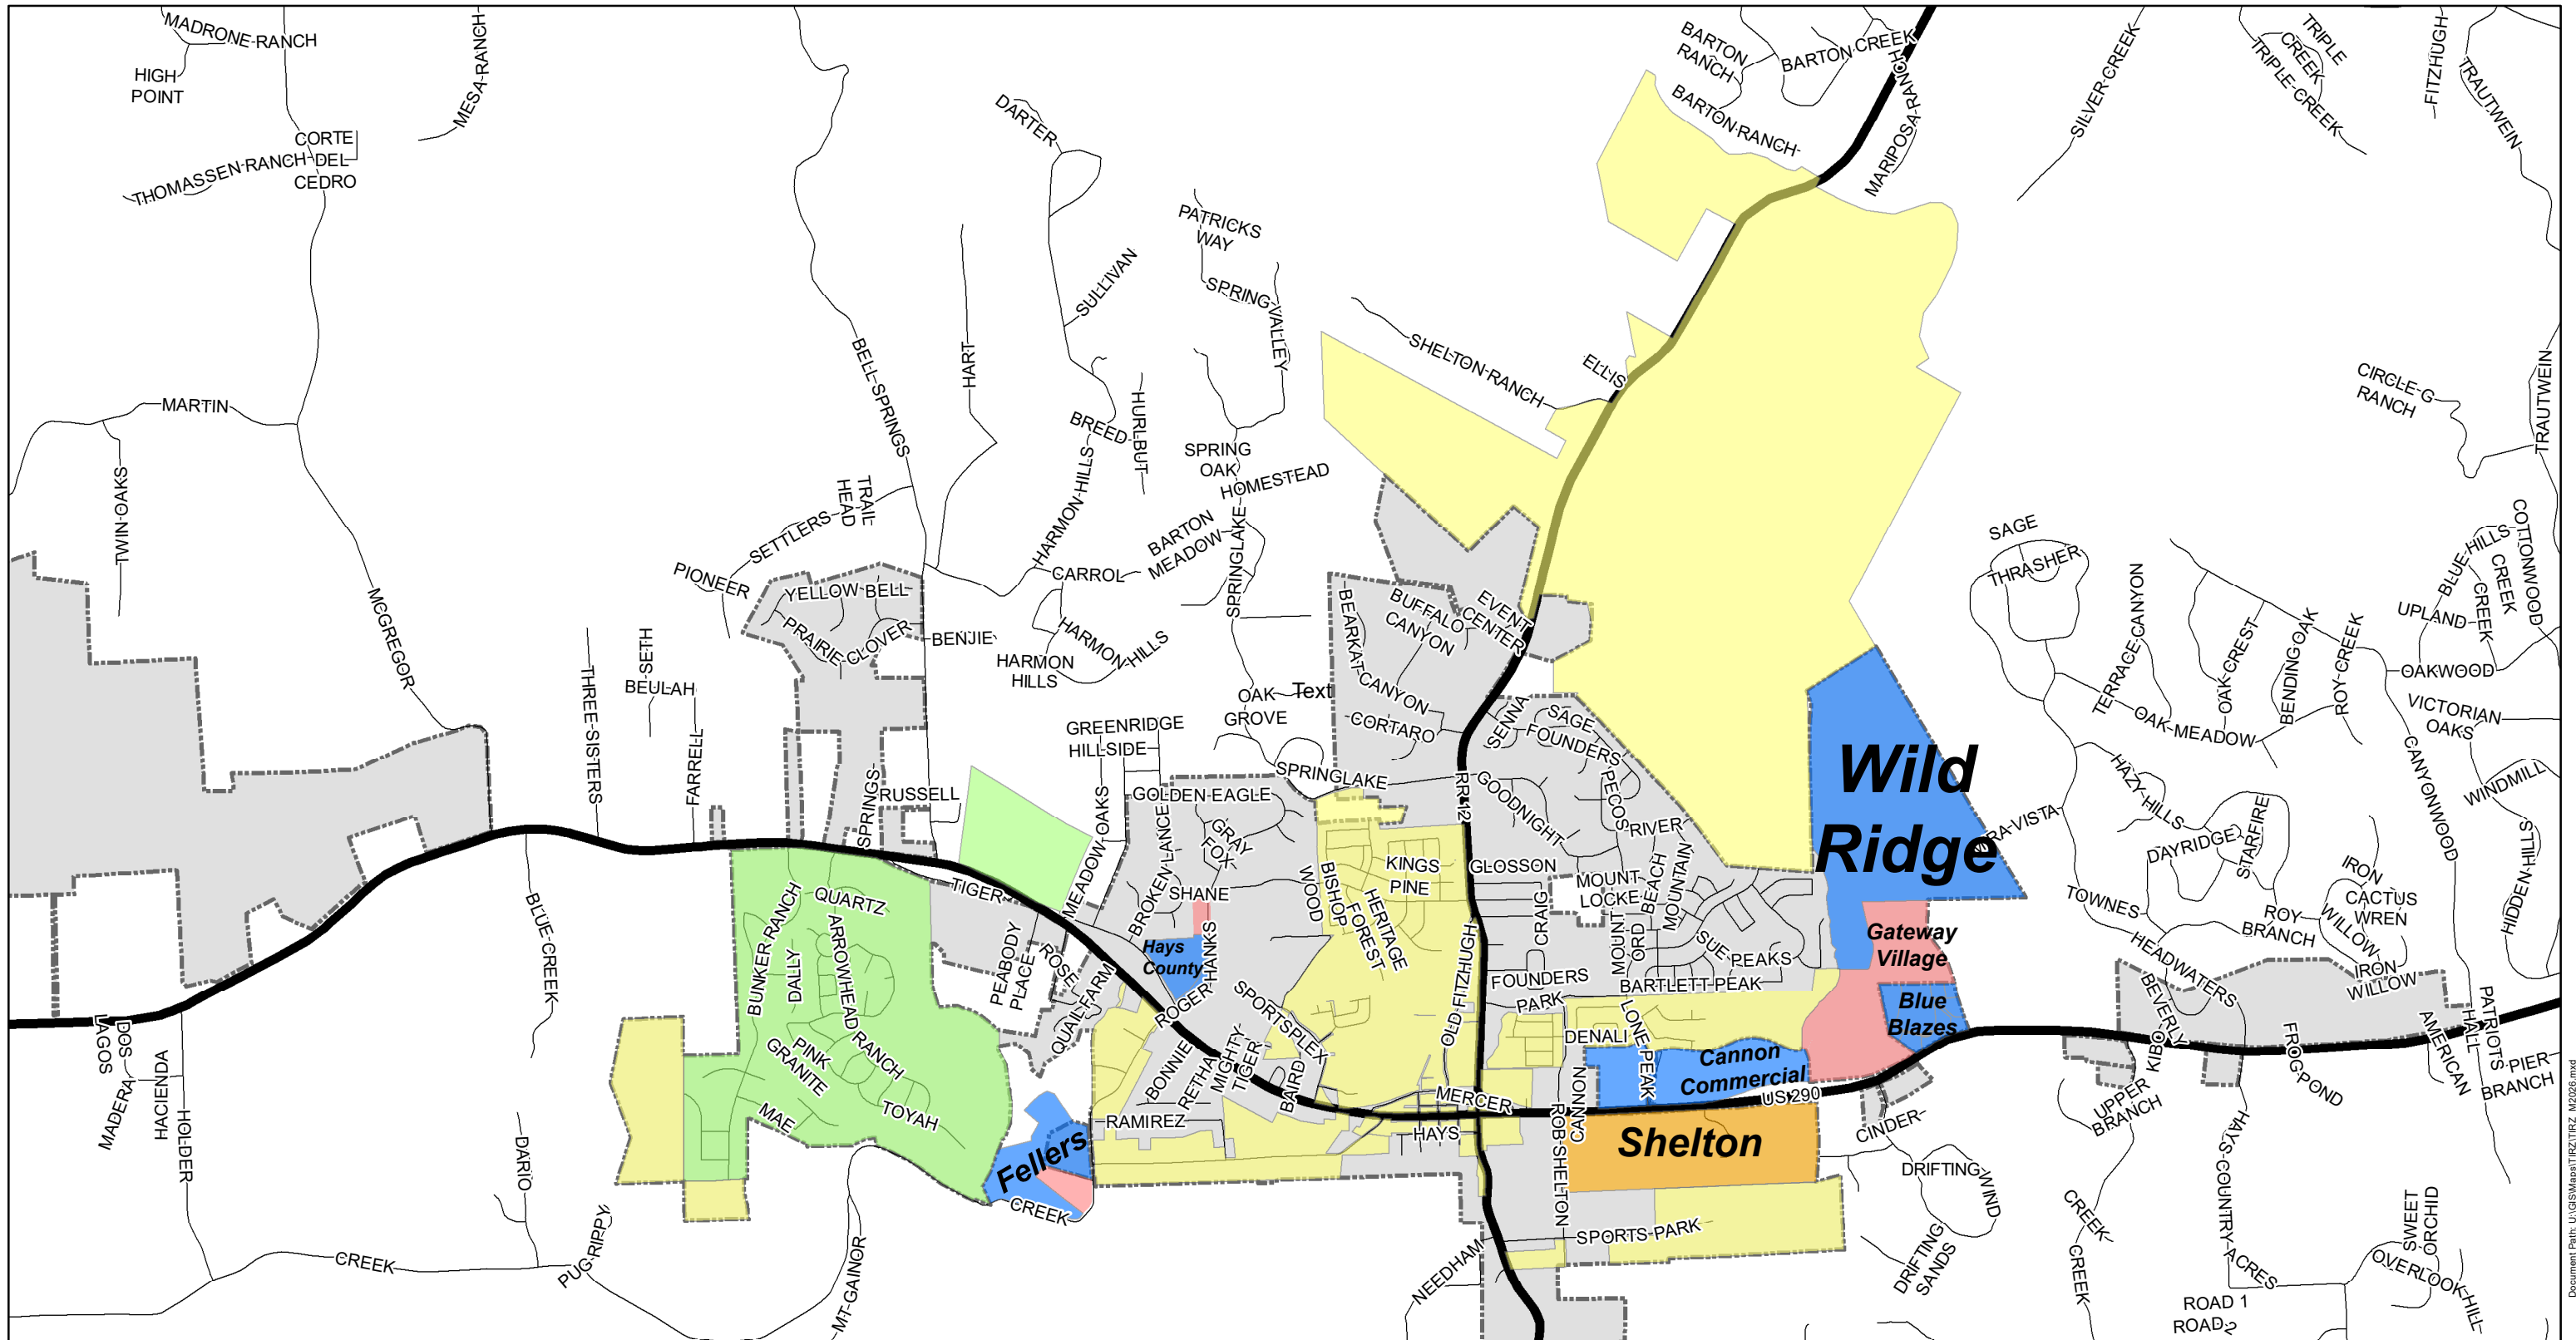 MADRONE RANCH
HIGH
POINT
MESA RANCH
CORTE
DEL
CEDRO
THOMASSEN RANCH
DARTER
PATRICKS
WAY
SULLIVAN
SPRING VALLEY
BARTON
RANCH
BARTON CREEK
BARTON RANCH
MARIPOSA RANCH
SILVER CREEK
TRIPLE
CREEK
TRIPLE CREEK
FITZHUGH
TRAUTWEIN
SHELTON RANCH
ELLIS
BELL SPRINGS
HART
HURLBUT
BREED
MARTIN
TWIN OAKS
MCGREGOR
CIRCLE G
RANCH
TRAUTWEIN
SPRING
OAK
HOMESTEAD
TRAIL
HEAD
SETTLERS
PIONEER
HARMON HILLS
BARTON
MEADOW
SPRINGLAKE
CARROL
YELLOW BELL
PRAIRIE CLOVER
BENJIE
HARMON HILLS
HARMON
HILLS
BEARKAT CANYON
BUFFALO
CANYON
EVENT
CENTER
SAGE
THRASHER
TERRACE CANYON
OAK CREST
BENDING OAK
ROY CREEK
BLUE HILLS
CREEK
CREEK
COTTONWOOD
UPLAND
OAKWOOD
VICTORIAN
OAKS
CANYONWOOD
WINDMILL
HIDDEN HILLS
SETH
BEULAH
THREE SISTERS
FARRELL
OAK
GROVE
Text
GREENRIDGE
HILLSIDE
CORTARO
SENNA
SAGE
FOUNDERS
PECOS
OAK MEADOW
HAZY HILLS
DAYRIDGE
STARFIRE
Wild
Ridge
RA VISTA
SPRINGS
RUSSELL
SPRINGLAKE
GOLDEN EAGLE
MEADOW OAKS
BROKEN LANCE
GRAY
FOX
SHANE
RR 12
GOODNIGHT
RIVER
BEACH
MOUNTAIN
GLOSSON
MOUNT
LOCKE
CRAIG
KINGS
PINE
BISHOP
WOOD
HERITAGE
FOREST
MOUNT
ORD
SUE
PEAKS
BARTLETT PEAK
FOUNDERS
PARK
TOWNES
ROY
BRANCH
IRON
CACTUS
WREN
WILLOW
IRON
WILLOW
HEADWATERS
BEVERLY
TIGER
QUARTZ
BUNKER RANCH
DALLY
ARROWHEAD RANCH
PEABODY
PLACE
ROSE
QUAIL FARM
Hays
County
HANKS
ROGER
SPORTSPLEX
OLD FITZHUGH
Gateway
Village
Blue
Blazes
Cannon
Commercial
US 290
DENALI
LONE PEAK
PINK
GRANITE
MAE
TOYAH
BONNIE
RETHA
MIGHTY
TIGER
BAIRD
MERCER
HAYS
RAMIREZ
Fellers
CREEK
CANNON
ROB SHELTON
Shelton
SPORTS PARK
NEEDHAM
CINDER
DRIFTING
WIND
DRIFTING
SANDS
KIBO
UPPER
BRANCH
FROG POND
AMERICAN
PATRIOTS
HALL
PIER
BRANCH
HAYS COUNTRY ACRES
CREEK
CREEK
SWEET
ORCHID
OVERLOOK HILL
ROAD 1
ROAD 2
LAGOS
DOS
MADERA
HACIENDA
HOLDER
BLUE CREEK
DARIO
CREEK
PUG RIPPY
MT GAINOR
Document Path: U:\GIS\Maps\TIRZ\TIRZ_M2026.mxd